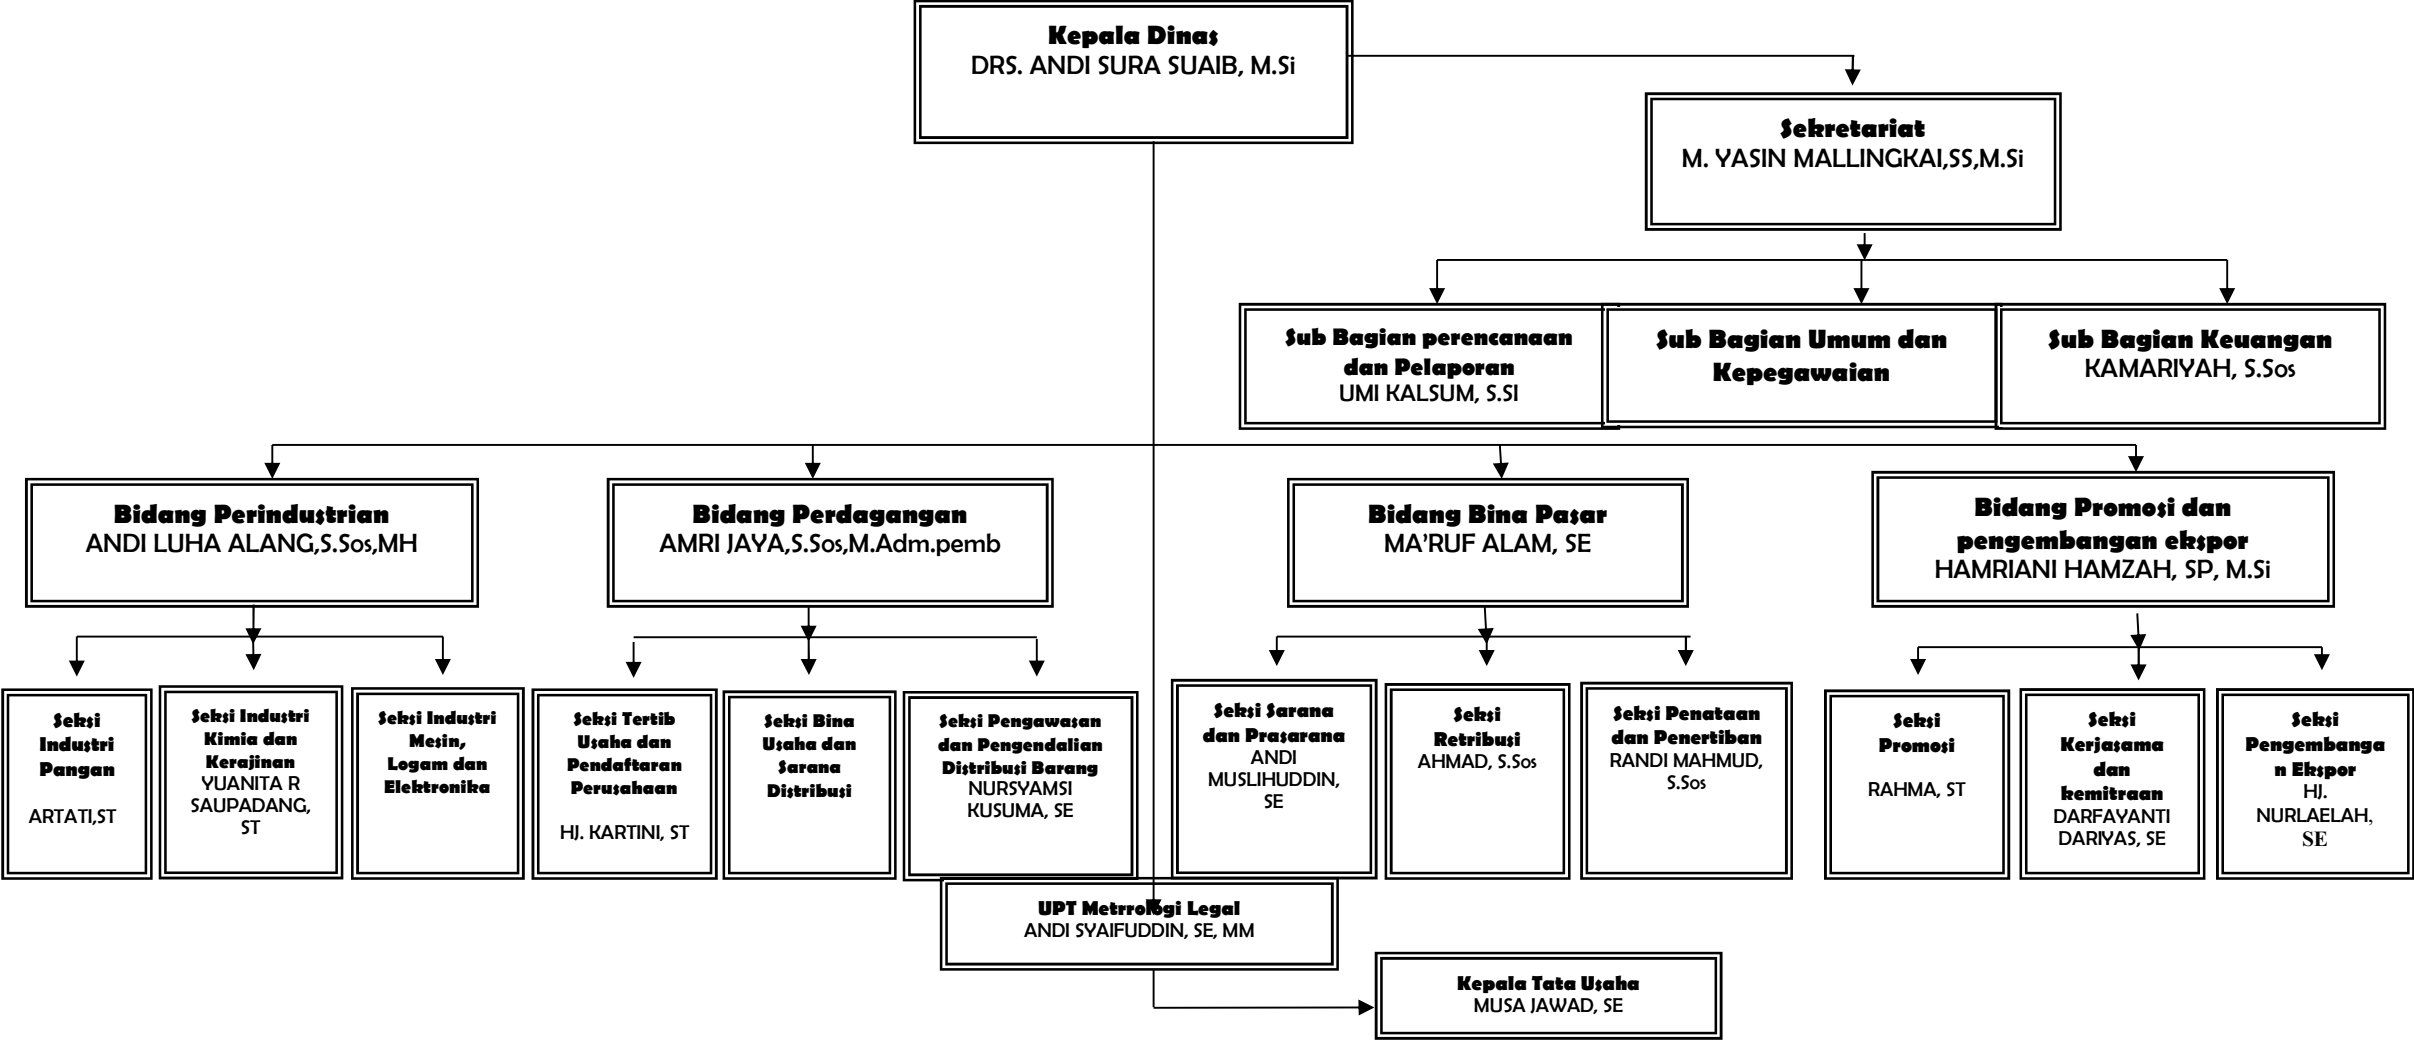 Kepala Dinas
DRS. ANDI SURA SUAIB, M.Si
Sekretariat
M. YASIN MALLINGKAI,SS,M.Si
Sub Bagian perencanaan
dan Pelaporan
UMI KALSUM, S.SI
Sub Bagian Umum dan
Kepegawaian
Sub Bagian Keuangan
KAMARIYAH, S.Sos
Bidang Perindustrian
ANDI LUHA ALANG,S.Sos,MH
Bidang Perdagangan
AMRI JAYA,S.Sos,M.Adm.pemb
Bidang Bina Pasar
MA’RUF ALAM, SE
Bidang Promosi dan
pengembangan ekspor
HAMRIANI HAMZAH, SP, M.Si
Seksi
Industri
Pangan
ARTATI,ST
Seksi Industri
Kimia dan
Kerajinan
YUANITA R
SAUPADANG,
ST
Seksi Industri
Mesin,
Logam dan
Elektronika
Seksi Tertib
Usaha dan
Pendaftaran
Perusahaan
HJ. KARTINI, ST
Seksi Bina
Usaha dan
Sarana
Distribusi
Seksi Pengawasan
dan Pengendalian
Distribusi Barang
NURSYAMSI
KUSUMA, SE
Seksi Sarana
dan Prasarana
ANDI
MUSLIHUDDIN,
SE
Seksi
Retribusi
AHMAD, S.Sos
Seksi Penataan
dan Penertiban
RANDI MAHMUD,
S.Sos
Seksi
Promosi
RAHMA, ST
Seksi
Kerjasama
dan
kemitraan
DARFAYANTI
DARIYAS, SE
Seksi
Pengembanga
n Ekspor
HJ.
NURLAELAH,
SE
UPT Metrrologi Legal
ANDI SYAIFUDDIN, SE, MM
Kepala Tata Usaha
MUSA JAWAD, SE